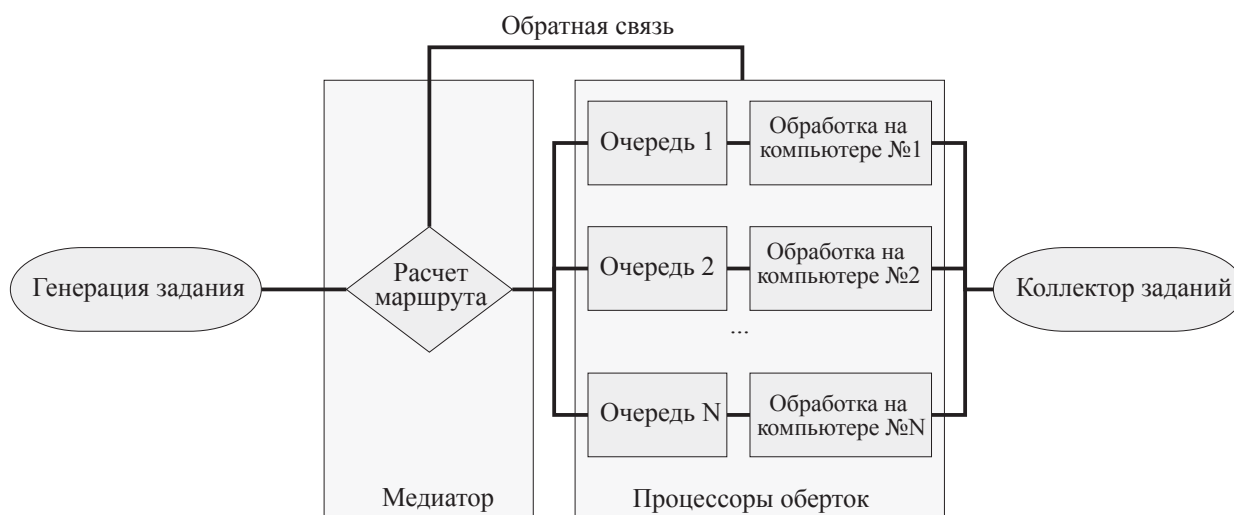 Обратная связь
Очередь 1
Обработка на
компьютере №1
Генерация задания
Расчет
маршрута
Очередь 2
Обработка на
компьютере №2
Коллектор заданий
...
Очередь N
Обработка на
компьютере №N
Медиатор
Процессоры оберток